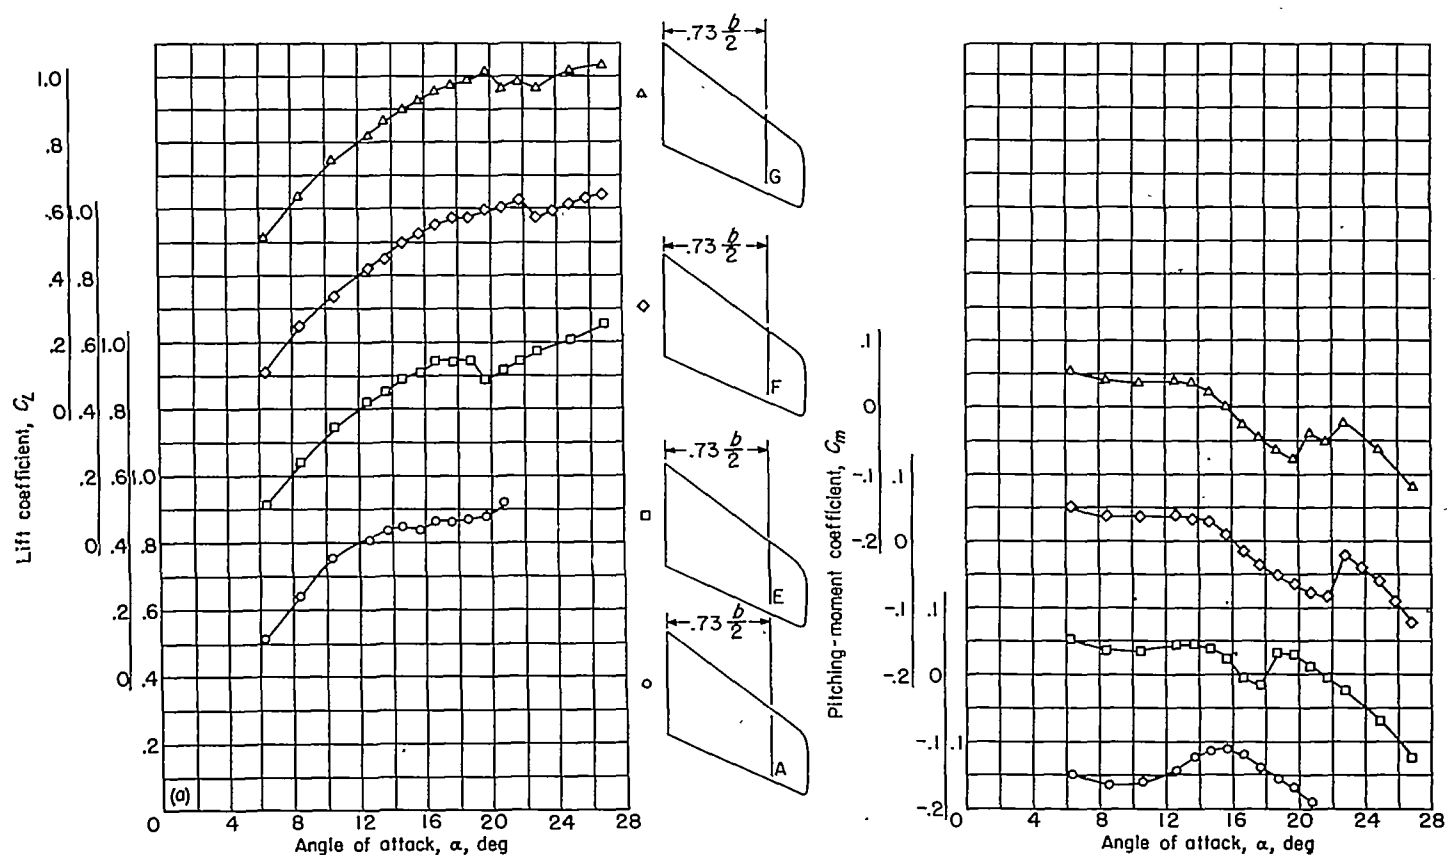 Lift coefficient, C_L
1.0
.8
.6 1.0
.4 .8
.2 .6 1.0
0 .4 .8
.2 .6 1.0
0 .4 .8
.2 .6
0 .4
.2
(a)
0 4 8 12 16 20 24 28
Angle of attack, α, deg
.73 b/2
G
.73 b/2
F
.73 b/2
E
.73 b/2
A
Pitching-moment coefficient, C_m
.1
0
-.1 .1
-.2 0
-.1 .1
-.2 0
-.1 .1
-.2
0 4 8 12 16 20 24 28
Angle of attack, α, deg